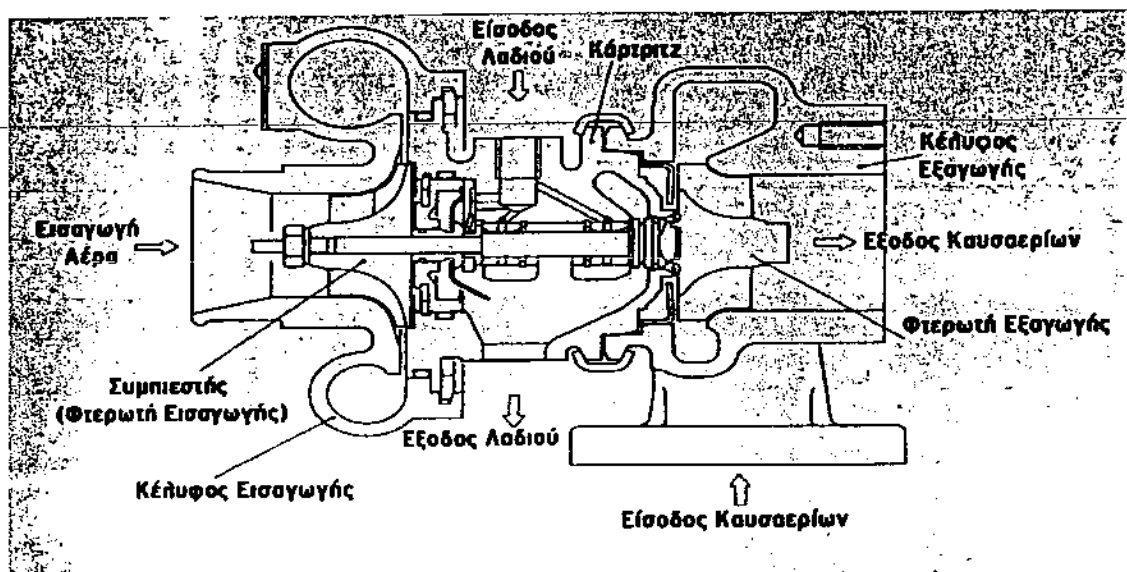 Είσοδος
Λαδιού
Κάρτριτζ
Κέλυφος
Εξαγωγής
Εισαγωγή
Αέρα
Εξοδος Καυσαερίων
Φτερωτή Εξαγωγής
Συμπιεστής
(Φτερωτή Εισαγωγής)
Εξοδος Λαδιού
Κέλυφος Εισαγωγής
Είσοδος Καυσαερίων